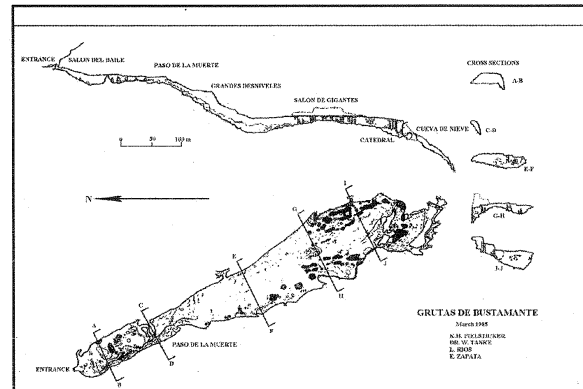 ENTRANCE
SALON DEL BAILE
PASO DE LA MUERTE
GRANDES DESNIVELES
SALON DE GIGANTES
CATEDRAL
CUEVA DE NIEVE
0 50 100 m
CROSS SECTIONS
A-B
C-D
E-F
G-H
I-J
N
A
B
C
D
E
F
G
H
I
J
ENTRANCE
PASO DE LA MUERTE
GRUTAS DE BUSTAMANTE
March 1985
DR. W. TANKE
L. RIOS
E. ZAPATA